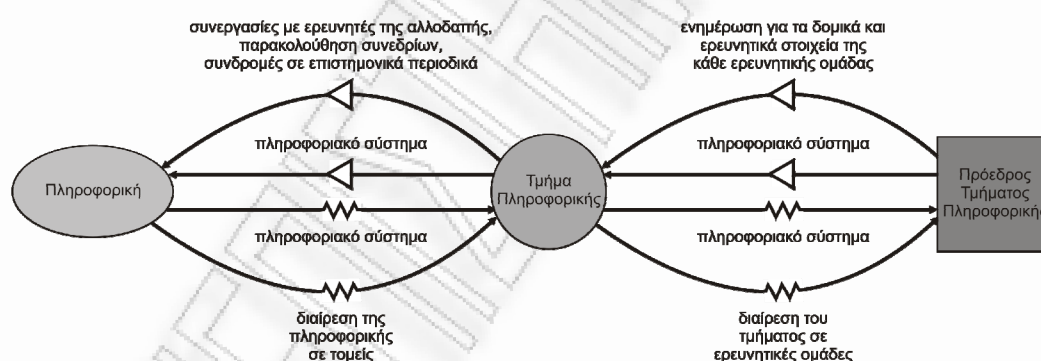 συνεργασίες με ερευνητές της αλλοδαπής,
παρακολούθηση συνεδρίων,
συνδρομές σε επιστημονικά περιοδικά
ενημέρωση για τα δομικά και
ερευνητικά στοιχεία της
κάθε ερευνητικής ομάδας
πληροφοριακό σύστημα
πληροφοριακό σύστημα
Πληροφορική
Τμήμα
Πληροφορικής
Πρόεδρος
Τμήματος
Πληροφορικής
πληροφοριακό σύστημα
πληροφοριακό σύστημα
διαίρεση της
πληροφορικής
σε τομείς
διαίρεση του
τμήματος σε
ερευνητικές ομάδες